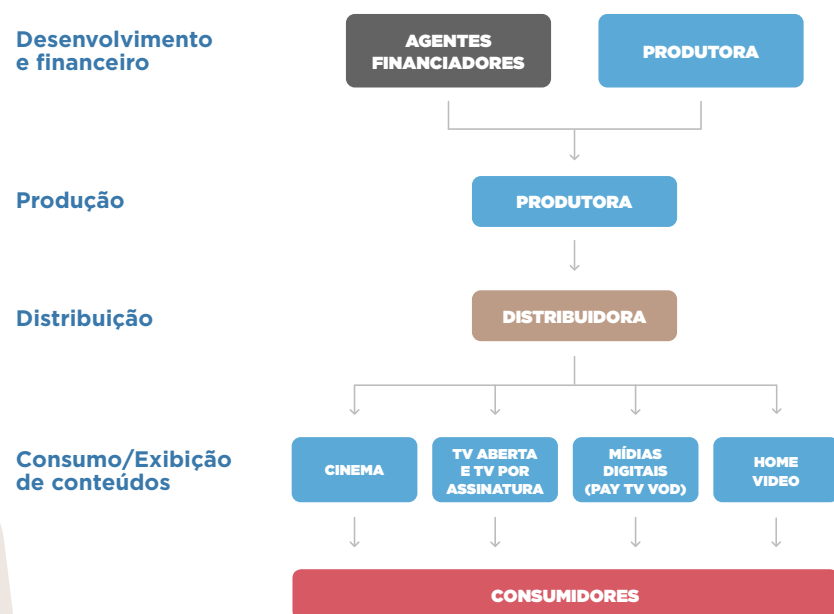 Desenvolvimento
e financeiro
AGENTES
FINANCIADORES
PRODUTORA
Produção
PRODUTORA
Distribuição
DISTRIBUIDORA
Consumo/Exibição
de conteúdos
CINEMA
TV ABERTA
E TV POR
ASSINATURA
MÍDIAS
DIGITAIS
(PAY TV VOD)
HOME
VIDEO
CONSUMIDORES